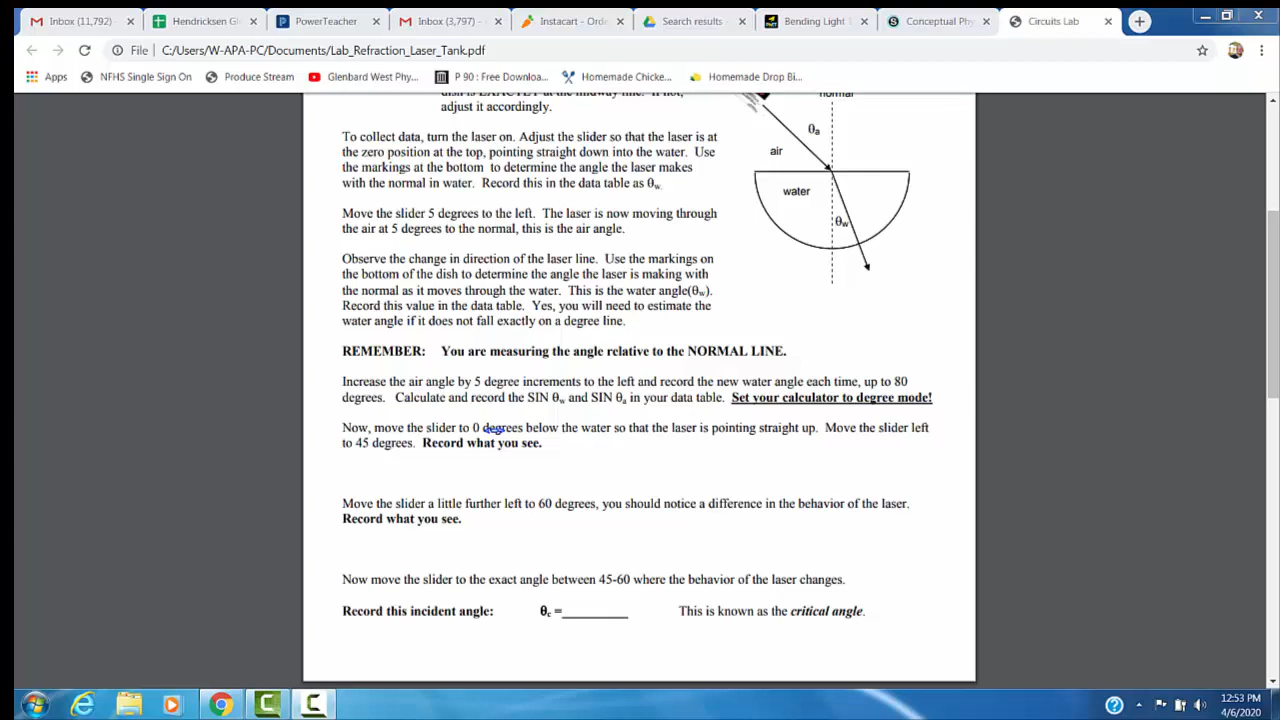 Inbox (11,792)
Hendricksen Gl
PowerTeacher
Inbox (3,797) -
Instacart - Orde
Search results -
Bending Light
Conceptual Phy
Circuits Lab
File | C:/Users/W-APA-PC/Documents/Lab_Refraction_Laser_Tank.pdf
Apps
NFHS Single Sign On
Produce Stream
Glenbard West Phy...
P 90 : Free Downloa...
Homemade Chicke...
Homemade Drop Bi...
dish is EXACTLY at the midway line. If not,
adjust it accordingly.
To collect data, turn the laser on. Adjust the slider so that the laser is at
the zero position at the top, pointing straight down into the water. Use
the markings at the bottom to determine the angle the laser makes
with the normal in water. Record this in the data table as θw.
Move the slider 5 degrees to the left. The laser is now moving through
the air at 5 degrees to the normal, this is the air angle.
Observe the change in direction of the laser line. Use the markings on
the bottom of the dish to determine the angle the laser is making with
the normal as it moves through the water. This is the water angle(θw).
Record this value in the data table. Yes, you will need to estimate the
water angle if it does not fall exactly on a degree line.
normal
θa
air
water
θw
REMEMBER: You are measuring the angle relative to the NORMAL LINE.
Increase the air angle by 5 degree increments to the left and record the new water angle each time, up to 80
degrees. Calculate and record the SIN θw and SIN θa in your data table. Set your calculator to degree mode!
Now, move the slider to 0 degrees below the water so that the laser is pointing straight up. Move the slider left
to 45 degrees. Record what you see.
Move the slider a little further left to 60 degrees, you should notice a difference in the behavior of the laser.
Record what you see.
Now move the slider to the exact angle between 45-60 where the behavior of the laser changes.
Record this incident angle: θc =_______ This is known as the critical angle.
12:53 PM
4/6/2020